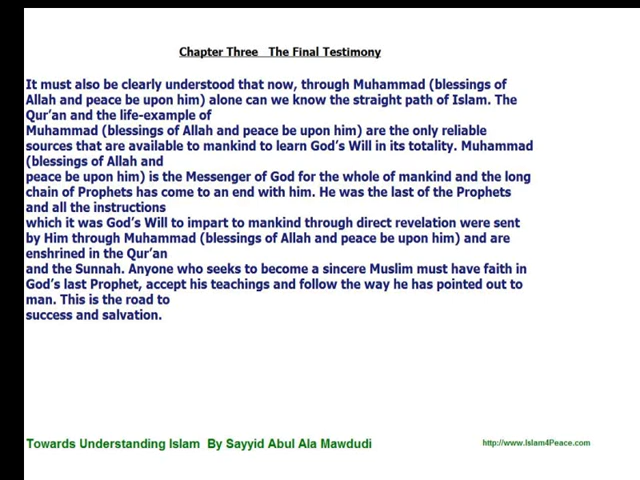 Chapter Three   The Final Testimony
It must also be clearly understood that now, through Muhammad (blessings of
Allah and peace be upon him) alone can we know the straight path of Islam. The
Qur'an and the life-example of
Muhammad (blessings of Allah and peace be upon him) are the only reliable
sources that are available to mankind to learn God's Will in its totality. Muhammad
(blessings of Allah and
peace be upon him) is the Messenger of God for the whole of mankind and the long
chain of Prophets has come to an end with him. He was the last of the Prophets
and all the instructions
which it was God's Will to impart to mankind through direct revelation were sent
by Him through Muhammad (blessings of Allah and peace be upon him) and are
enshrined in the Qur'an
and the Sunnah. Anyone who seeks to become a sincere Muslim must have faith in
God's last Prophet, accept his teachings and follow the way he has pointed out to
man. This is the road to
success and salvation.
Towards Understanding Islam  By Sayyid Abul Ala Mawdudi
http://www.Islam4Peace.com